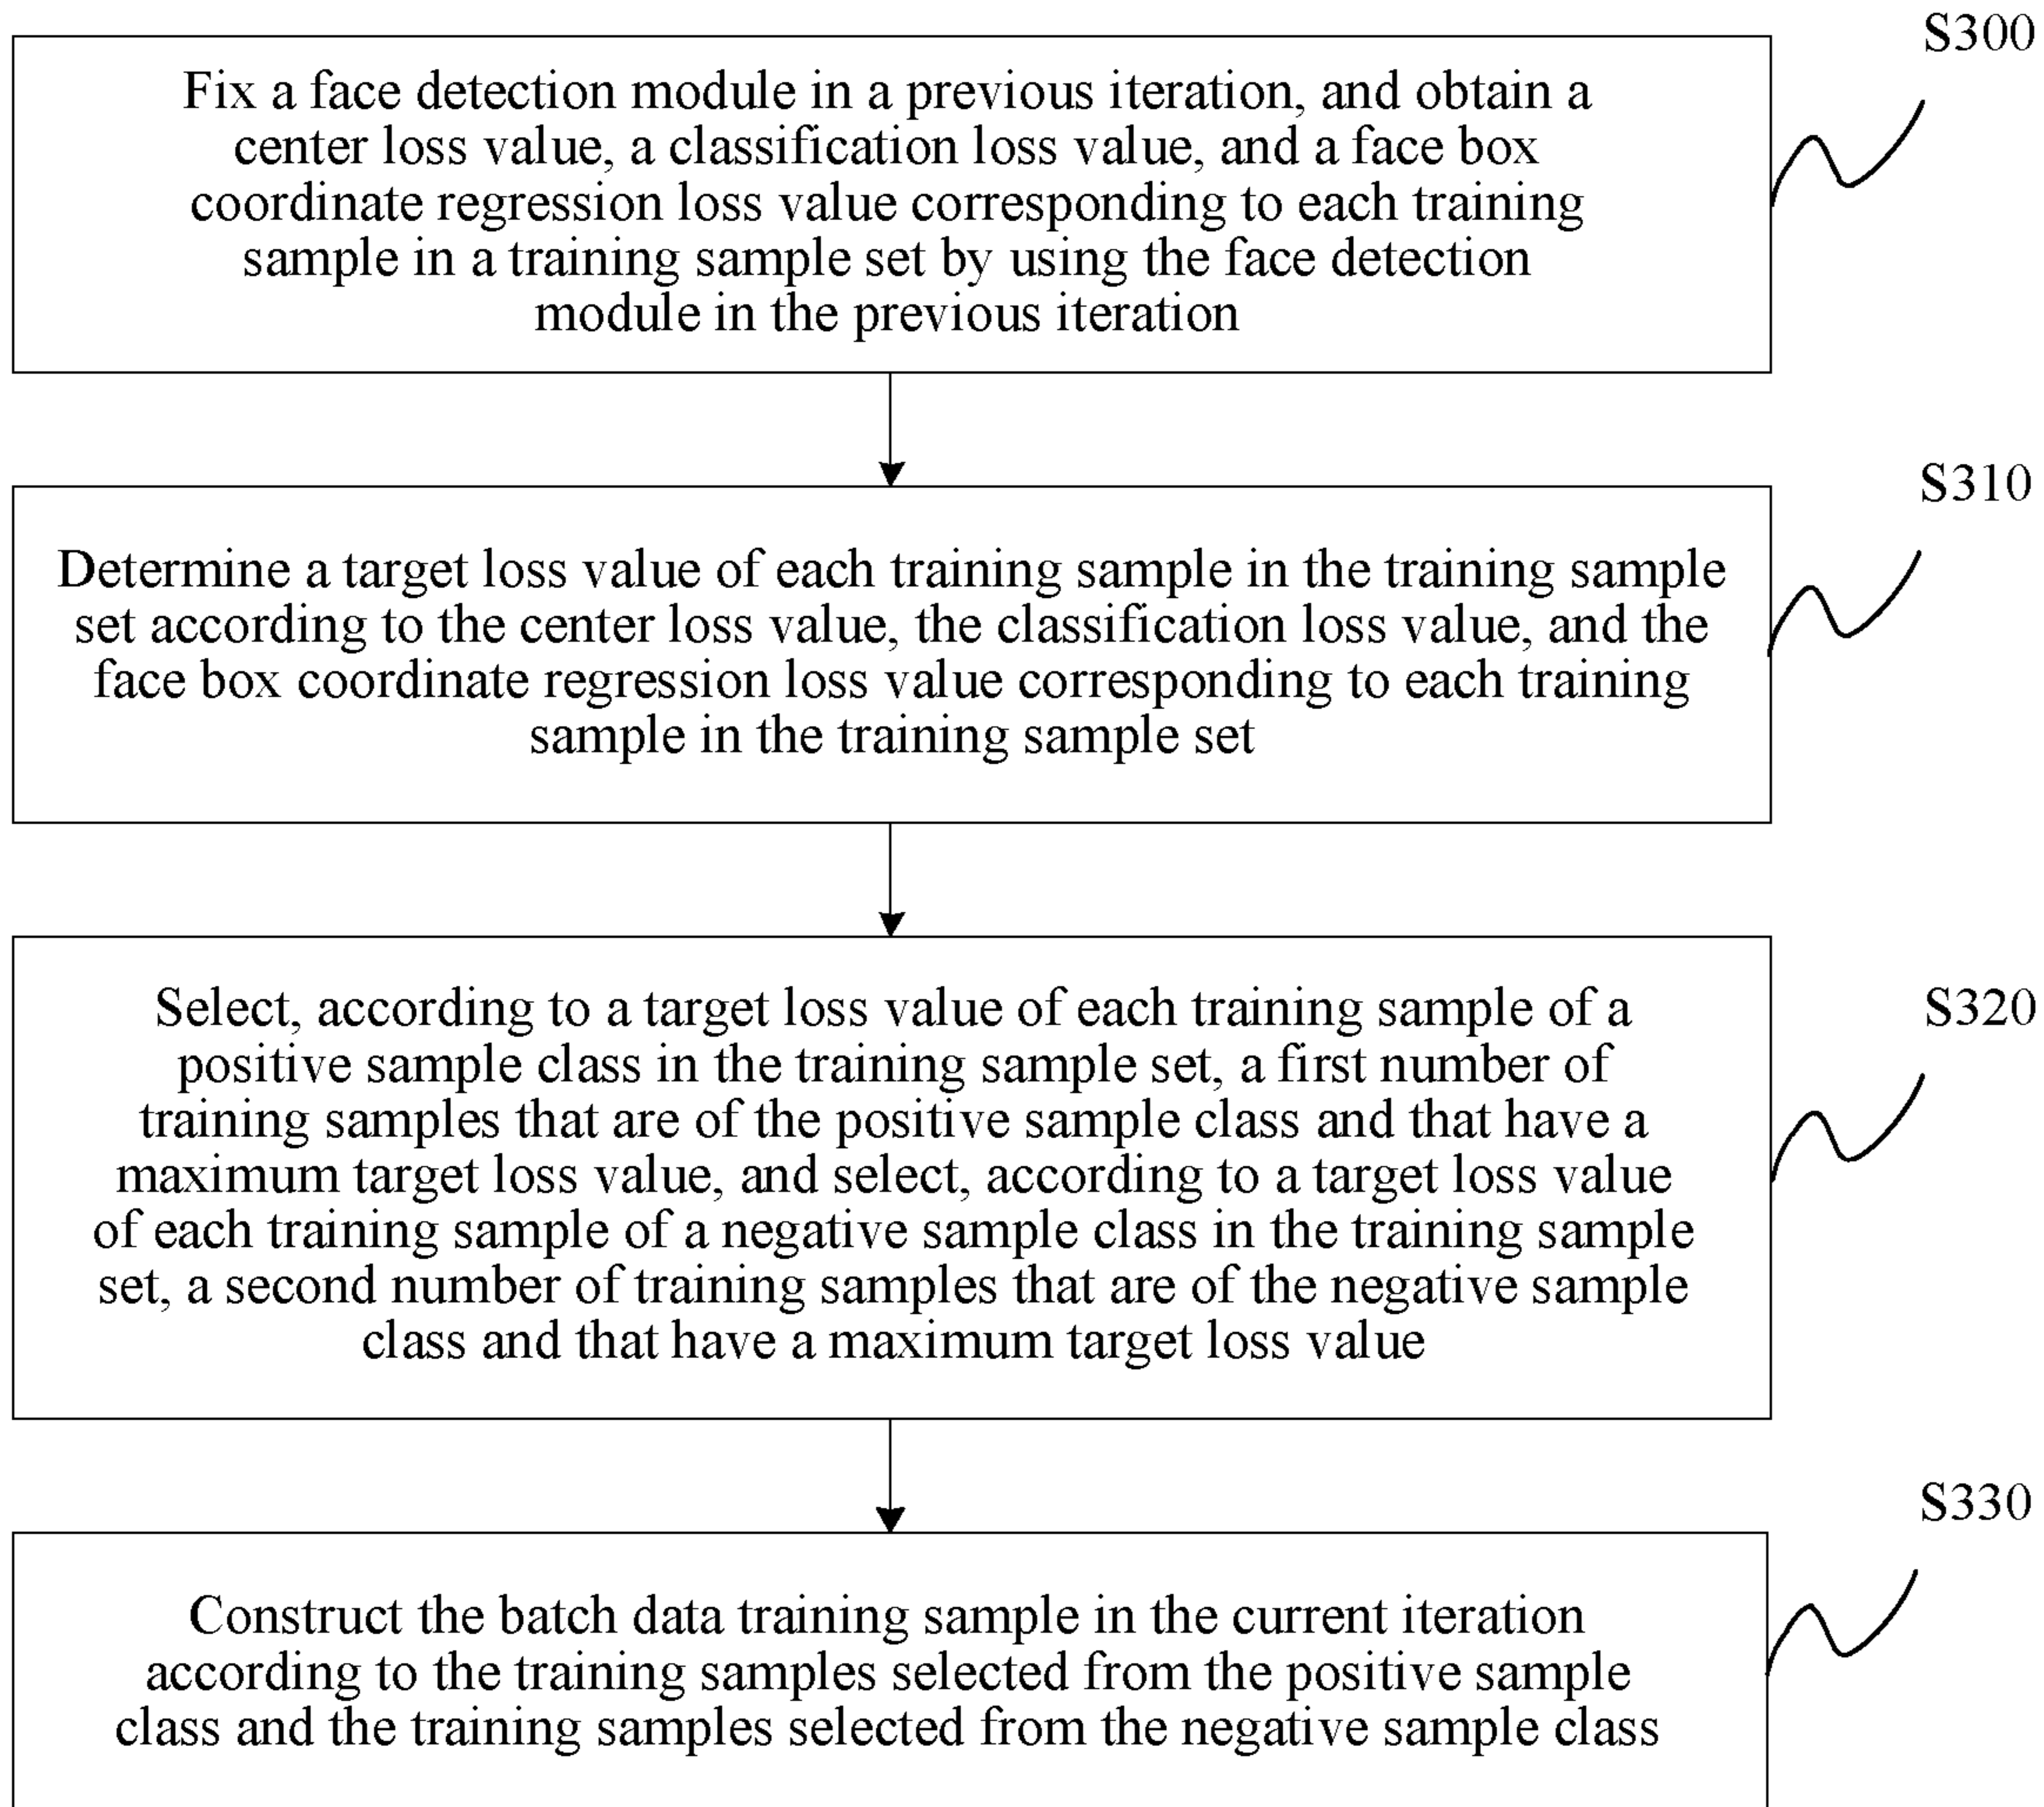 S300
Fix a face detection module in a previous iteration, and obtain a
center loss value, a classification loss value, and a face box
coordinate regression loss value corresponding to each training
sample in a training sample set by using the face detection
module in the previous iteration
S310
Determine a target loss value of each training sample in the training sample
set according to the center loss value, the classification loss value, and the
face box coordinate regression loss value corresponding to each training
sample in the training sample set
S320
Select, according to a target loss value of each training sample of a
positive sample class in the training sample set, a first number of
training samples that are of the positive sample class and that have a
maximum target loss value, and select, according to a target loss value
of each training sample of a negative sample class in the training sample
set, a second number of training samples that are of the negative sample
class and that have a maximum target loss value
S330
Construct the batch data training sample in the current iteration
according to the training samples selected from the positive sample
class and the training samples selected from the negative sample class